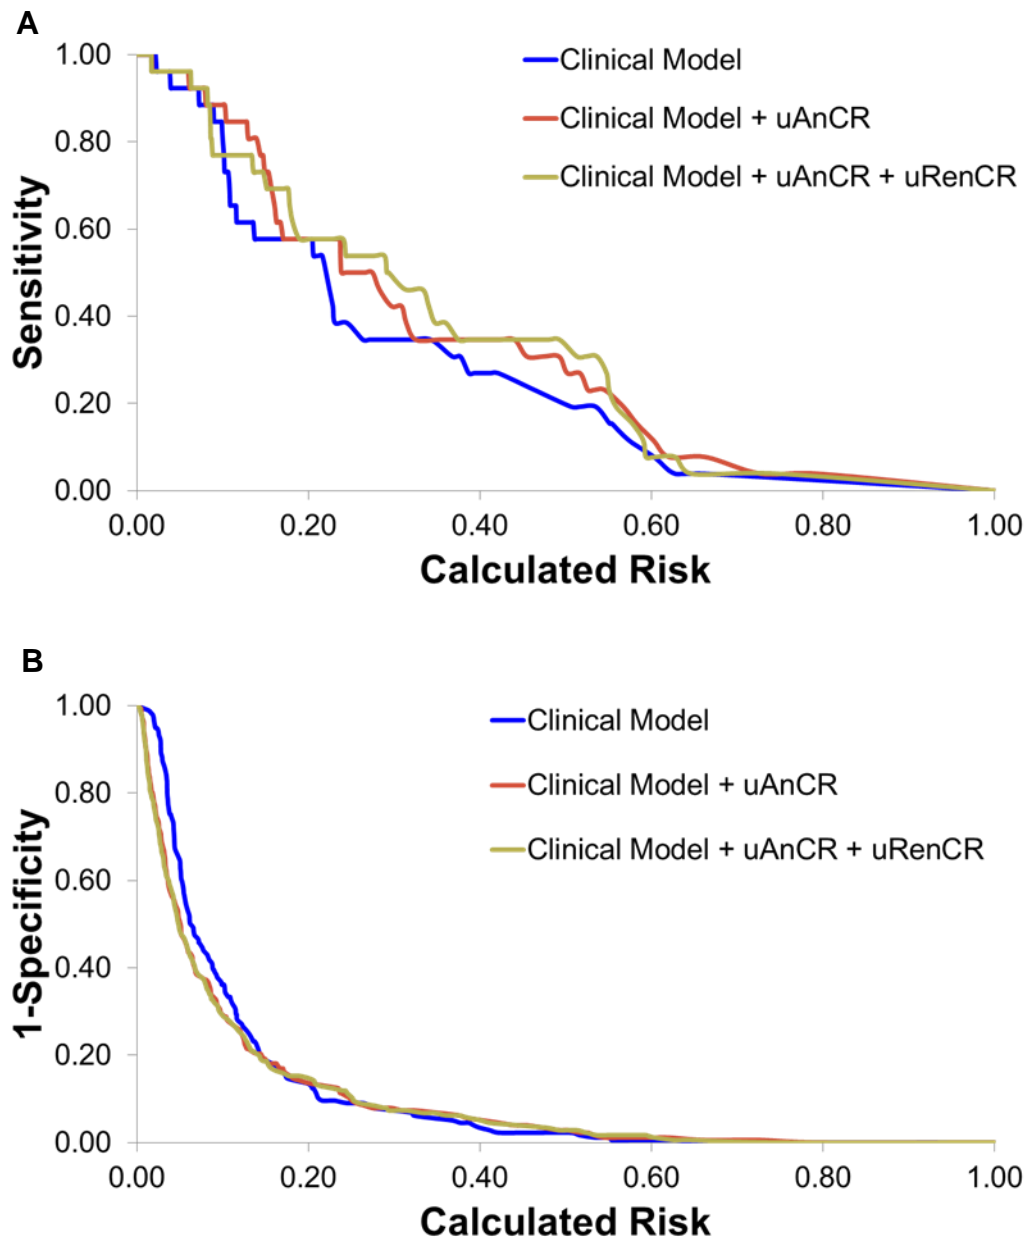 A
1.00
0.80
0.60
0.40
0.20
0.00
Sensitivity
Clinical Model
Clinical Model + uAnCR
Clinical Model + uAnCR + uRenCR
0.00 0.20 0.40 0.60 0.80 1.00
Calculated Risk
B
1.00
0.80
0.60
0.40
0.20
0.00
1-Specificity
Clinical Model
Clinical Model + uAnCR
Clinical Model + uAnCR + uRenCR
0.00 0.20 0.40 0.60 0.80 1.00
Calculated Risk